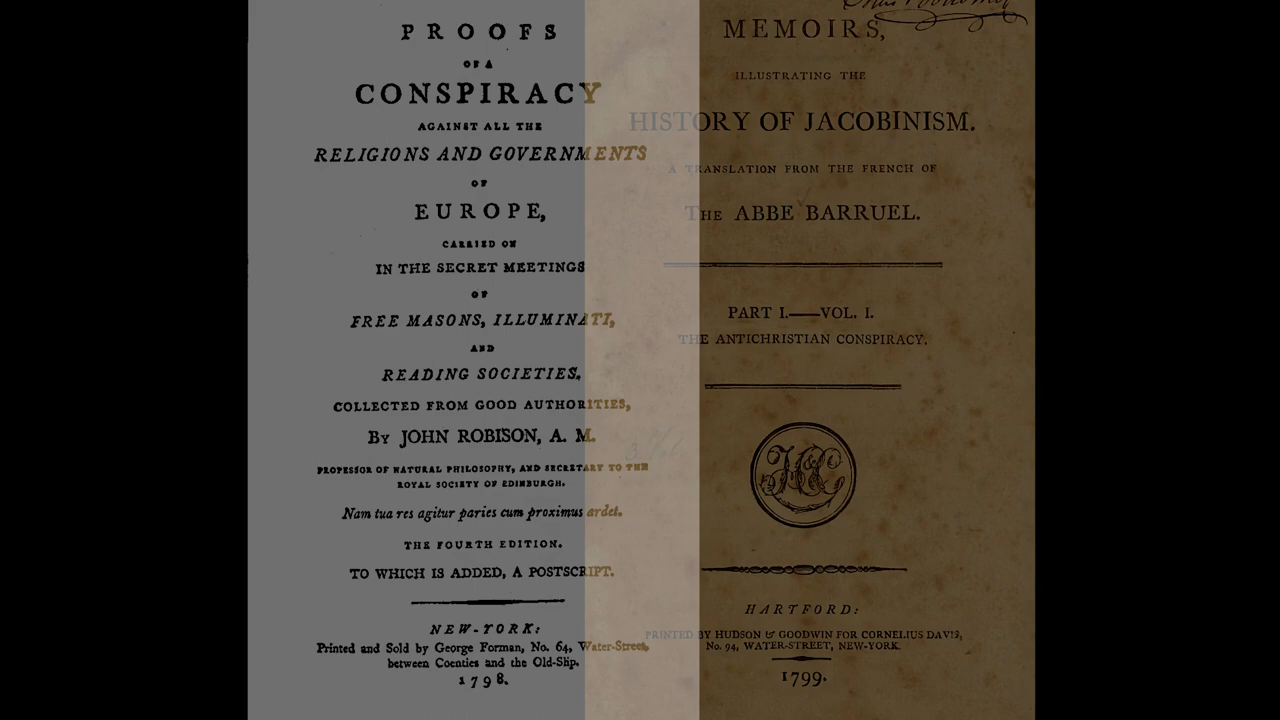 PROOFS
OF A
CONSPIRACY
AGAINST ALL THE
RELIGIONS AND GOVERNMENTS
OF
EUROPE,
CARRIED ON
IN THE SECRET MEETINGS
OF
FREE MASONS, ILLUMINATI,
AND
READING SOCIETIES.
COLLECTED FROM GOOD AUTHORITIES,
By JOHN ROBISON, A. M.
PROFESSOR OF NATURAL PHILOSOPHY, AND SECRETARY TO THE
ROYAL SOCIETY OF EDINBURGH.
Nam tua res agitur paries cum proximus ardet.
THE FOURTH EDITION.
TO WHICH IS ADDED, A POSTSCRIPT.
NEW-YORK:
Printed and Sold by George Forman, No. 64, Water-Street,
between Coenties and the Old-Slip.
1798.
MEMOIRS,
ILLUSTRATING THE
HISTORY OF JACOBINISM.
A TRANSLATION FROM THE FRENCH OF
THE ABBE BARRUEL.
PART I.—VOL. I.
THE ANTICHRISTIAN CONSPIRACY.
HARTFORD:
PRINTED BY HUDSON & GOODWIN FOR CORNELIUS DAVIS,
No. 94, WATER-STREET, NEW-YORK.
1799.